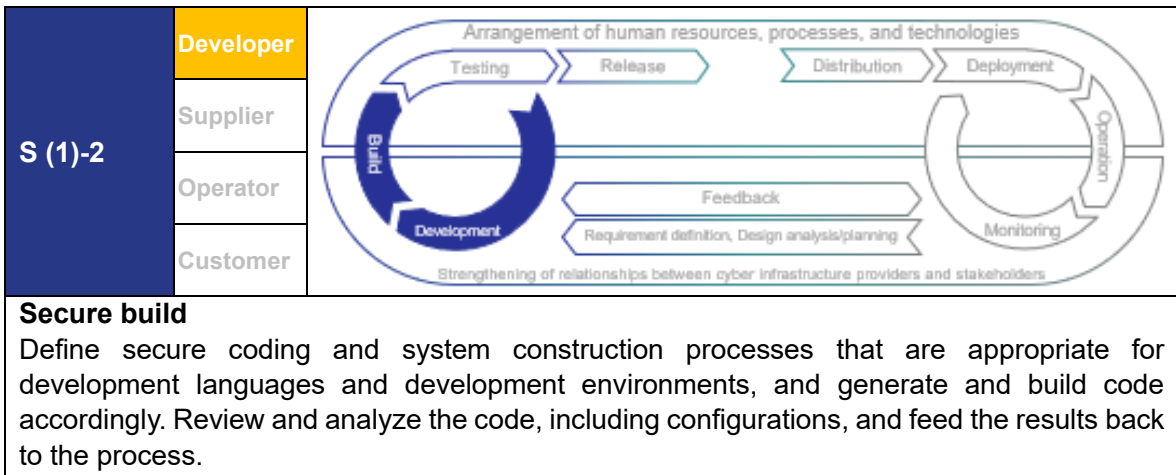 S (1)-2
Developer
Supplier
Operator
Customer
Arrangement of human resources, processes, and technologies
Testing
Release
Distribution
Deployment
Build
Operation
Development
Feedback
Requirement definition, Design analysis/planning
Monitoring
Strengthening of relationships between cyber infrastructure providers and stakeholders
Secure build
Define secure coding and system construction processes that are appropriate for
development languages and development environments, and generate and build code
accordingly. Review and analyze the code, including configurations, and feed the results back
to the process.